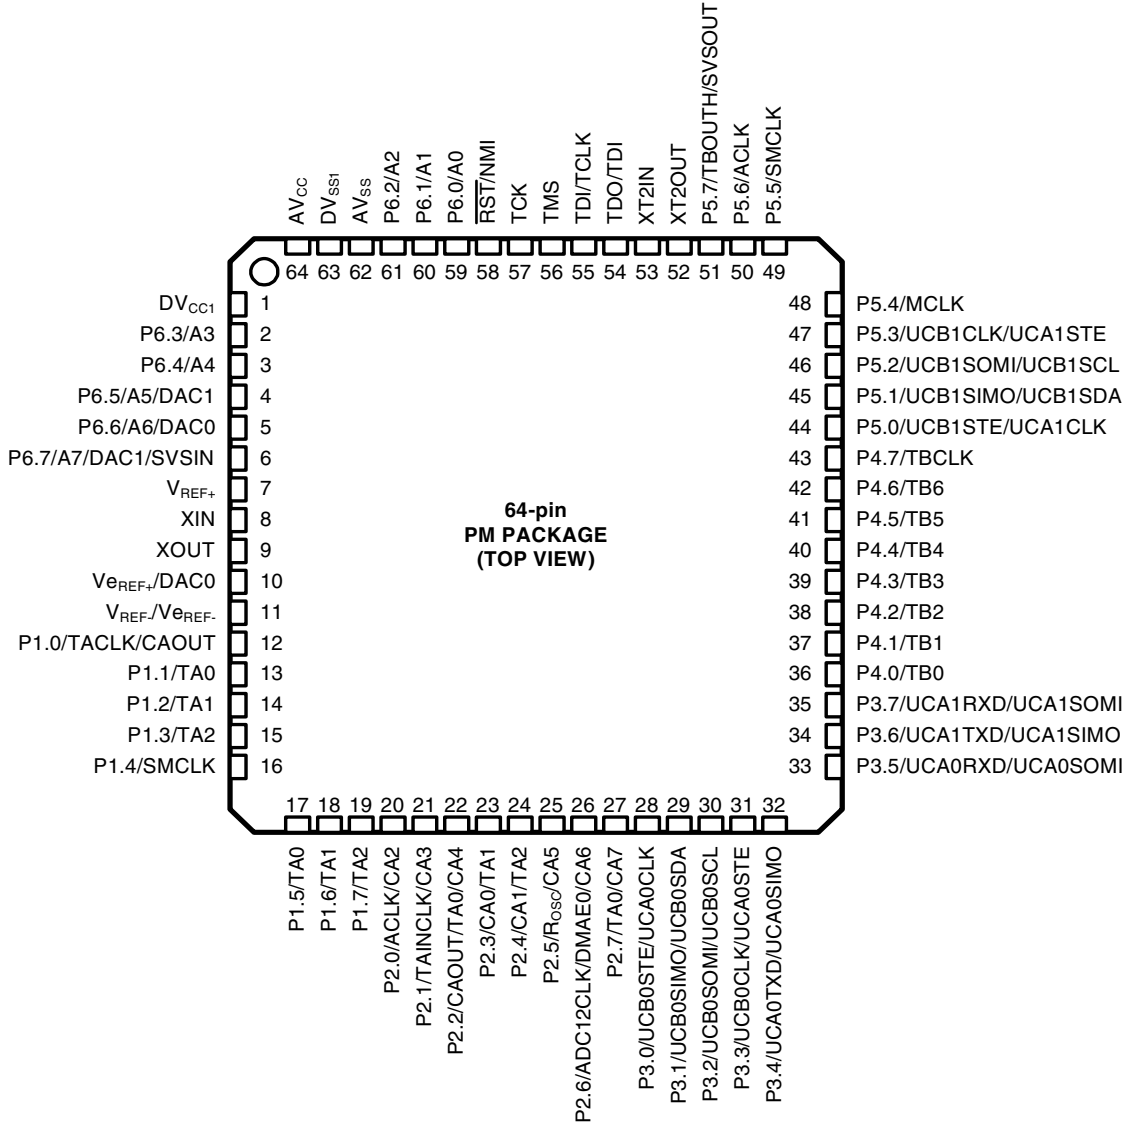 AVCC
DVSS1
AVSS
P6.2/A2
P6.1/A1
P6.0/A0
RST/NMI
TCK
TMS
TDI/TCLK
TDO/TDI
XT2IN
XT2OUT
P5.7/TBOUTH/SVSOUT
P5.6/ACLK
P5.5/SMCLK
64 63 62 61 60 59 58 57 56 55 54 53 52 51 50 49
DVCC1 1
P6.3/A3 2
P6.4/A4 3
P6.5/A5/DAC1 4
P6.6/A6/DAC0 5
P6.7/A7/DAC1/SVSIN 6
VREF+ 7
XIN 8
XOUT 9
VeREF+/DAC0 10
VREF-/VeREF- 11
P1.0/TACLK/CAOUT 12
P1.1/TA0 13
P1.2/TA1 14
P1.3/TA2 15
P1.4/SMCLK 16
64-pin
PM PACKAGE
(TOP VIEW)
48 P5.4/MCLK
47 P5.3/UCB1CLK/UCA1STE
46 P5.2/UCB1SOMI/UCB1SCL
45 P5.1/UCB1SIMO/UCB1SDA
44 P5.0/UCB1STE/UCA1CLK
43 P4.7/TBCLK
42 P4.6/TB6
41 P4.5/TB5
40 P4.4/TB4
39 P4.3/TB3
38 P4.2/TB2
37 P4.1/TB1
36 P4.0/TB0
35 P3.7/UCA1RXD/UCA1SOMI
34 P3.6/UCA1TXD/UCA1SIMO
33 P3.5/UCA0RXD/UCA0SOMI
17 18 19 20 21 22 23 24 25 26 27 28 29 30 31 32
P1.5/TA0
P1.6/TA1
P1.7/TA2
P2.0/ACLK/CA2
P2.1/TAINCLK/CA3
P2.2/CAOUT/TA0/CA4
P2.3/CA0/TA1
P2.4/CA1/TA2
P2.5/ROSC/CA5
P2.6/ADC12CLK/DMAE0/CA6
P2.7/TA0/CA7
P3.0/UCB0STE/UCA0CLK
P3.1/UCB0SIMO/UCB0SDA
P3.2/UCB0SOMI/UCB0SCL
P3.3/UCB0CLK/UCA0STE
P3.4/UCA0TXD/UCA0SIMO